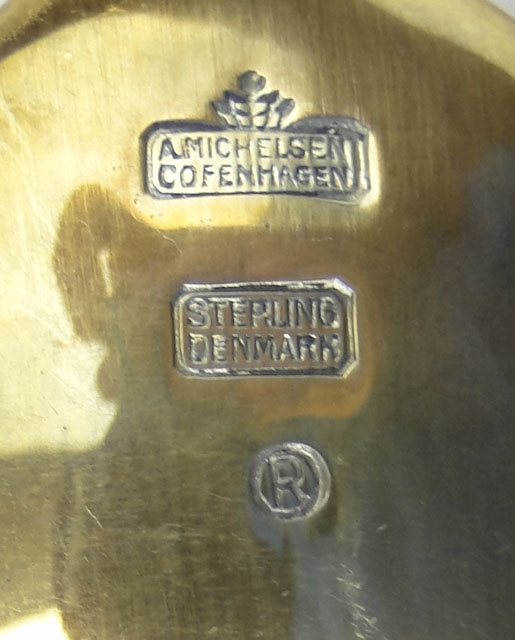 A.MICHELSEN
COPENHAGEN
STERLING
DENMARK
R